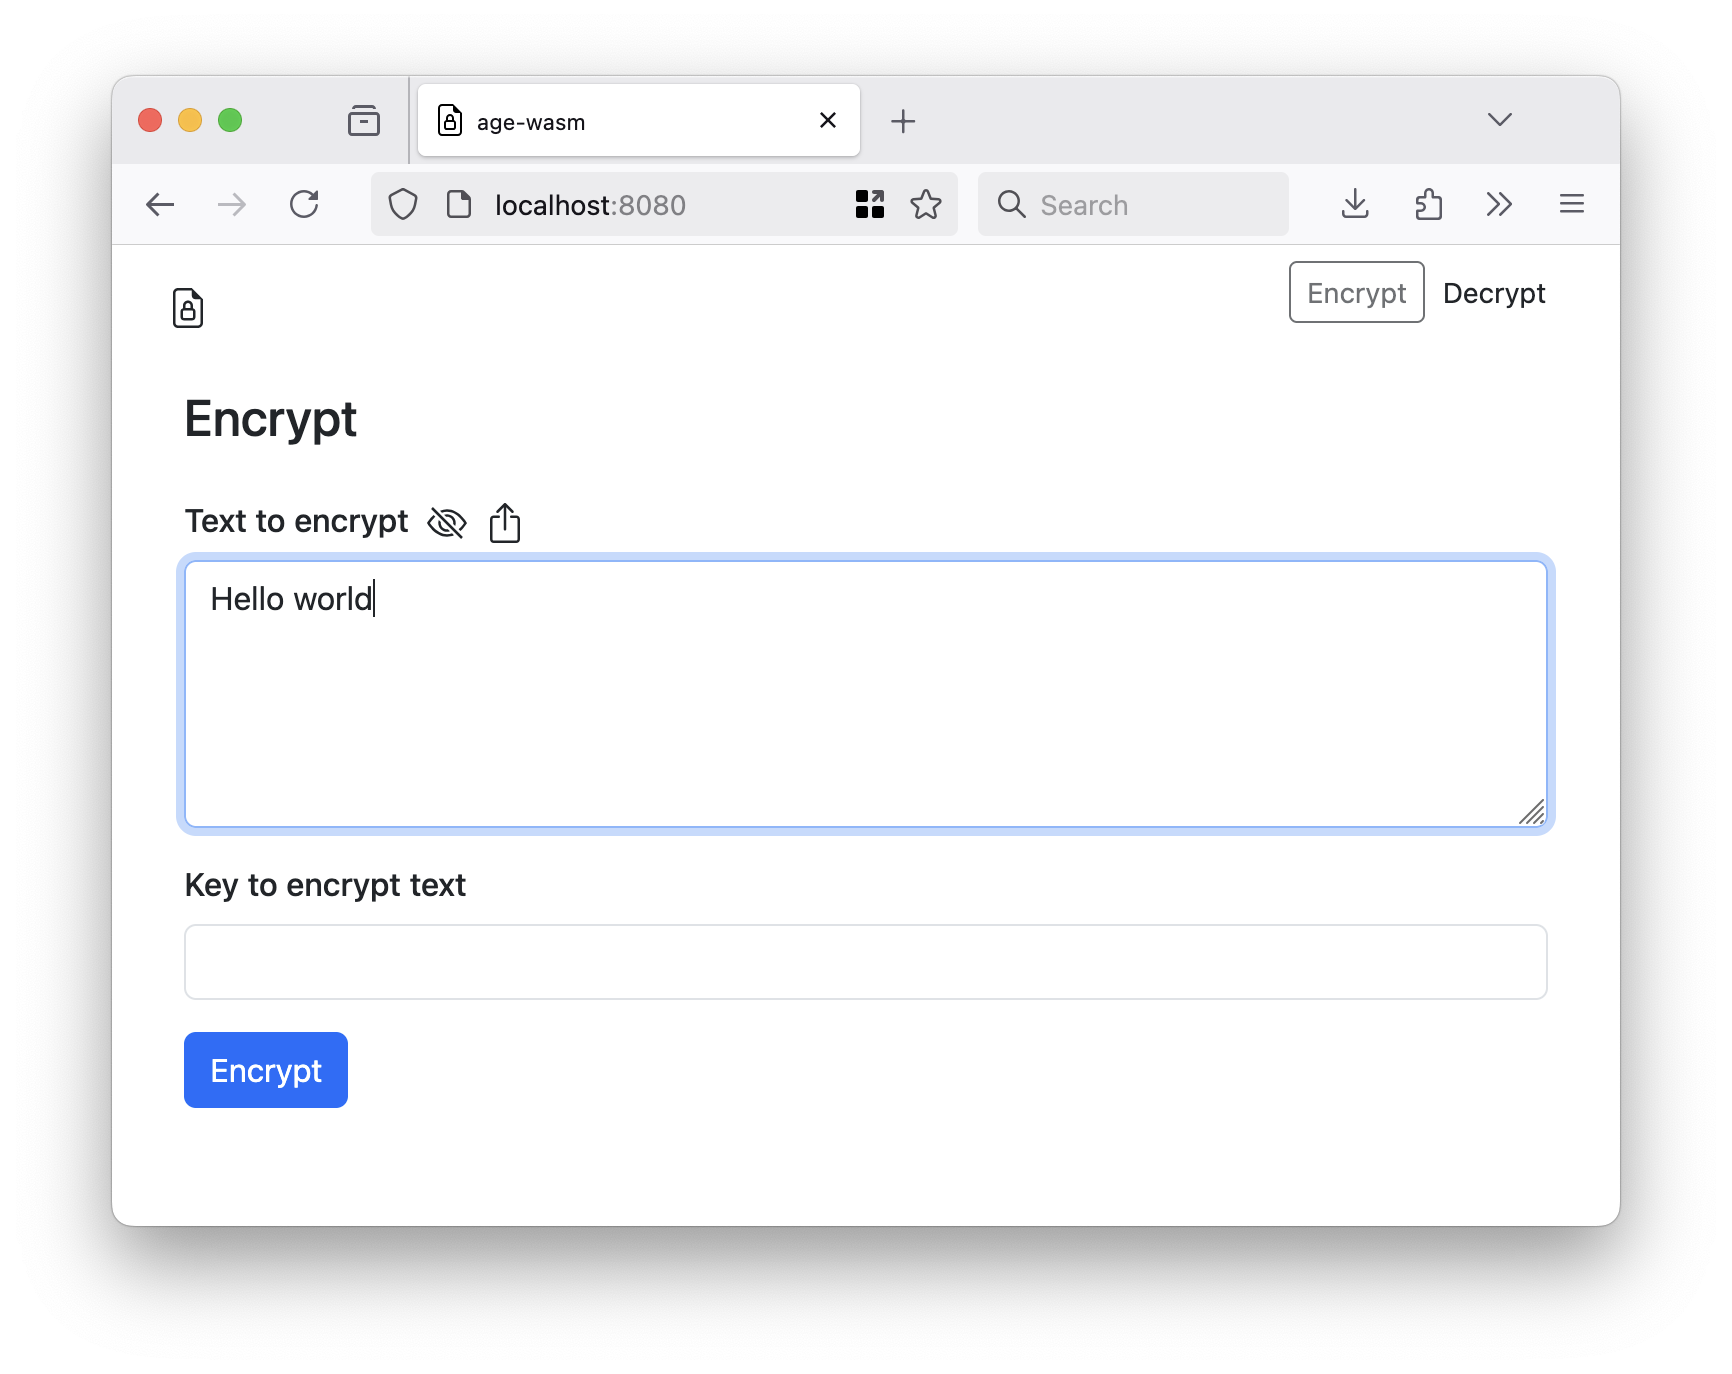 age-wasm
localhost:8080
Search
Encrypt Decrypt
Encrypt
Text to encrypt
Hello world
Key to encrypt text
Encrypt